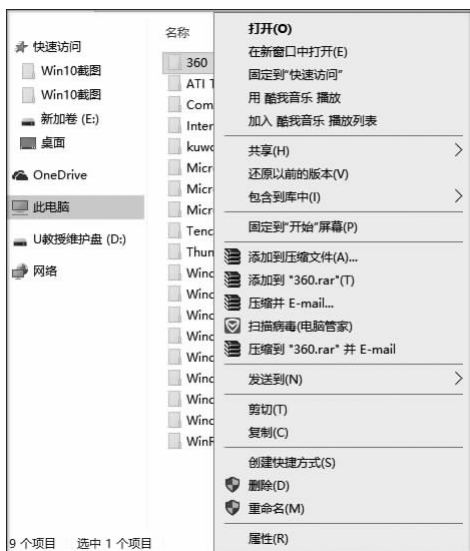 快速访问
Win10截图
Win10截图
新加卷 (E:)
桌面
OneDrive
此电脑
U教授维护盘 (D:)
网络
名称
360
ATI
Com
Inter
kuwo
Micr
Micr
Micr
Tenc
Thun
Wind
Wind
Wind
Wind
Wind
Wind
Wind
Wind
WinR
打开(O)
在新窗口中打开(E)
固定到"快速访问"
用 酷我音乐 播放
加入 酷我音乐 播放列表
共享(H)
还原以前的版本(V)
包含到库中(I)
固定到"开始"屏幕(P)
添加到压缩文件(A)...
添加到 "360.rar"(T)
压缩并 E-mail...
扫描病毒(电脑管家)
压缩到 "360.rar" 并 E-mail
发送到(N)
剪切(T)
复制(C)
创建快捷方式(S)
删除(D)
重命名(M)
属性(R)
9 个项目 选中 1 个项目